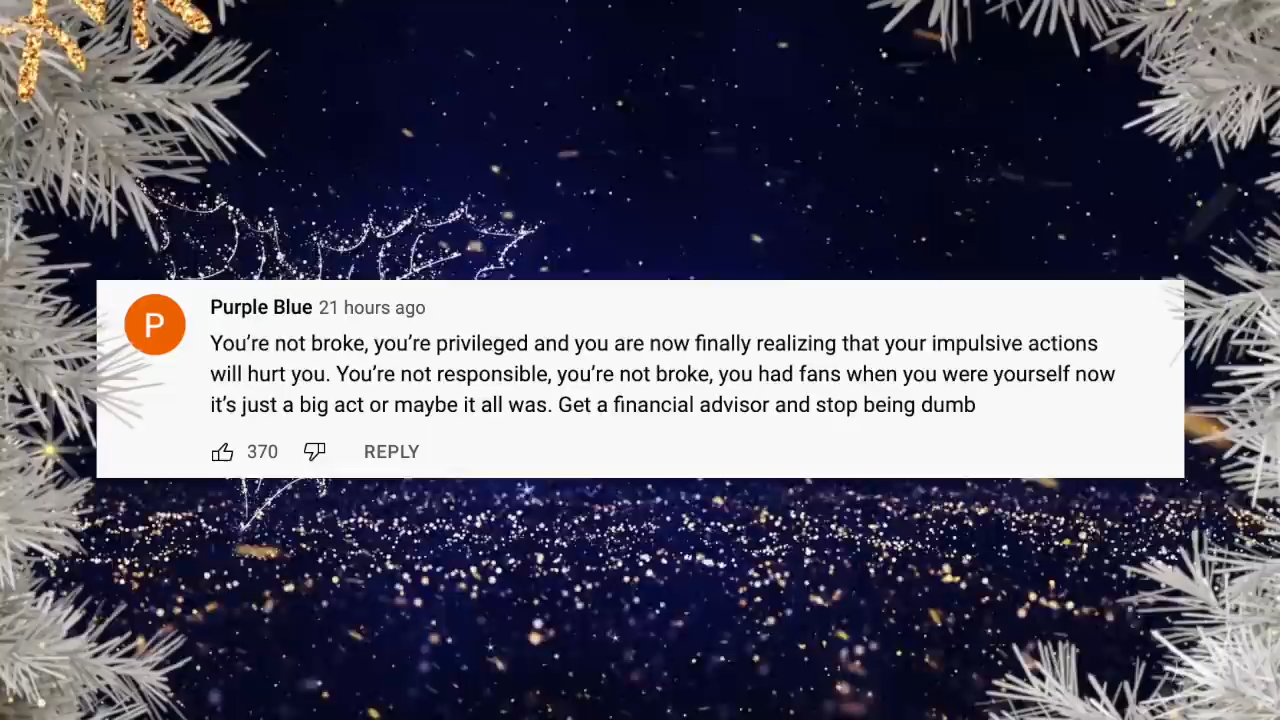 P
Purple Blue 21 hours ago
You’re not broke, you’re privileged and you are now finally realizing that your impulsive actions
will hurt you. You’re not responsible, you’re not broke, you had fans when you were yourself now
it’s just a big act or maybe it all was. Get a financial advisor and stop being dumb
370 REPLY